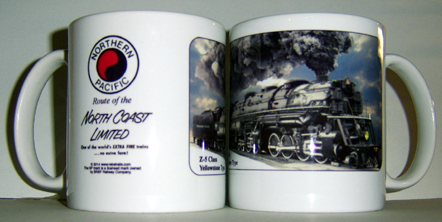 NORTHERN
PACIFIC
Route of the
NORTH COAST
LIMITED
One of the world's EXTRA FINE trains
Z-5 Class
Yellowstone Ty
Type